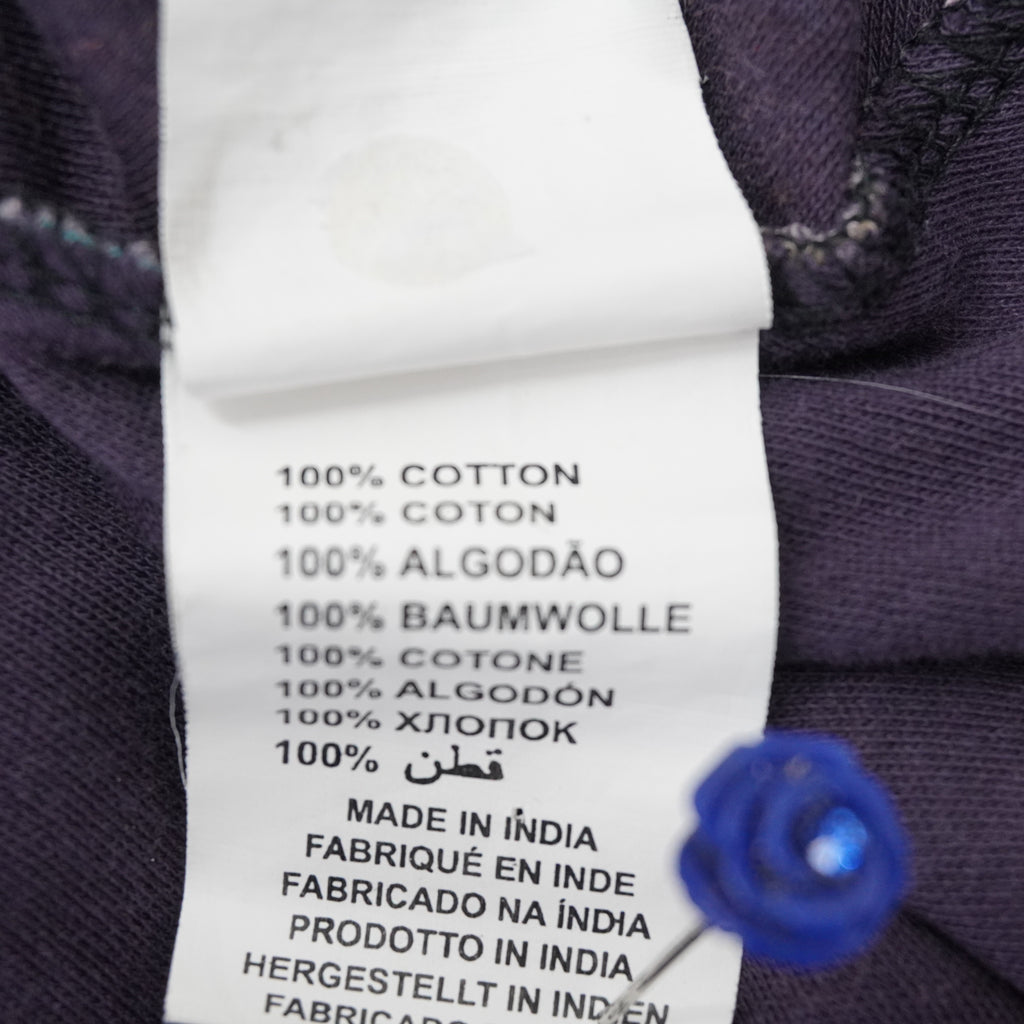 100% COTTON
100% COTON
100% ALGODÃO
100% BAUMWOLLE
100% COTONE
100% ALGODÓN
100% ХЛОПОК
100% قطن
MADE IN INDIA
FABRIQUÉ EN INDE
FABRICADO NA ÍNDIA
PRODOTTO IN INDIA
HERGESTELLT IN INDIEN
FABRICADO